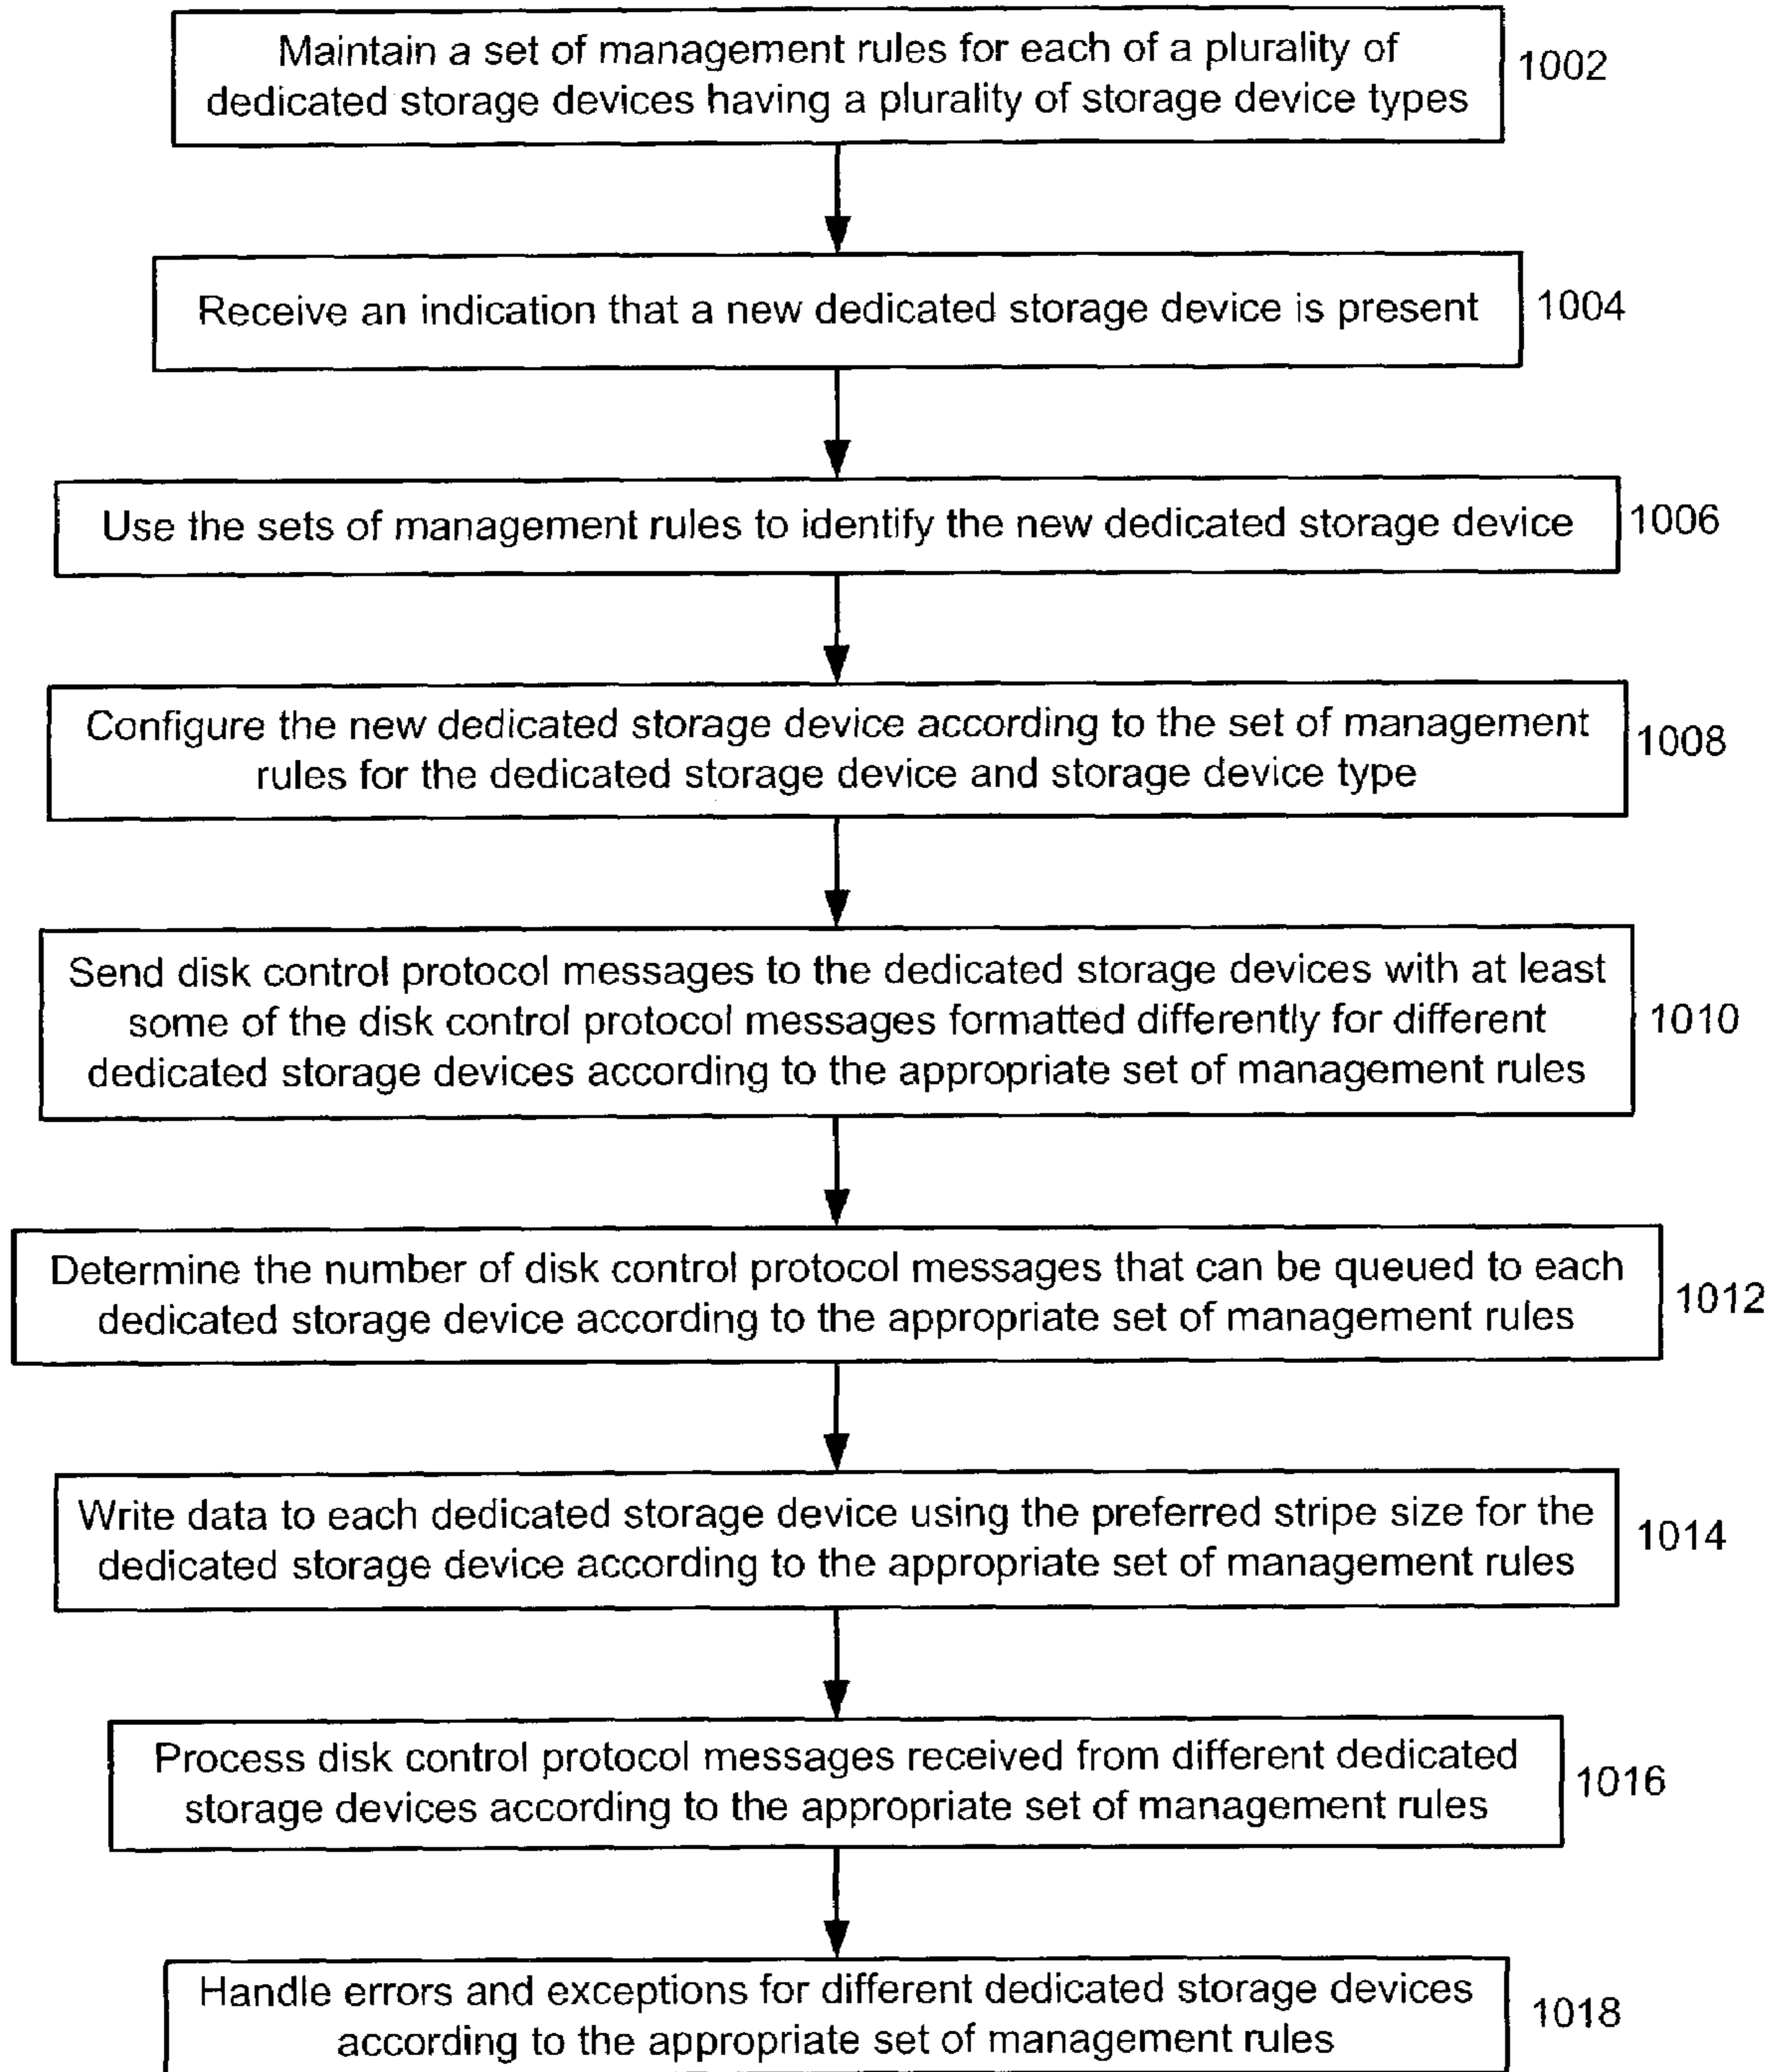 Maintain a set of management rules for each of a plurality of
dedicated storage devices having a plurality of storage device types
1002
Receive an indication that a new dedicated storage device is present
1004
Use the sets of management rules to identify the new dedicated storage device
1006
Configure the new dedicated storage device according to the set of management
rules for the dedicated storage device and storage device type
1008
Send disk control protocol messages to the dedicated storage devices with at least
some of the disk control protocol messages formatted differently for different
dedicated storage devices according to the appropriate set of management rules
1010
Determine the number of disk control protocol messages that can be queued to each
dedicated storage device according to the appropriate set of management rules
1012
Write data to each dedicated storage device using the preferred stripe size for the
dedicated storage device according to the appropriate set of management rules
1014
Process disk control protocol messages received from different dedicated
storage devices according to the appropriate set of management rules
1016
Handle errors and exceptions for different dedicated storage devices
according to the appropriate set of management rules
1018